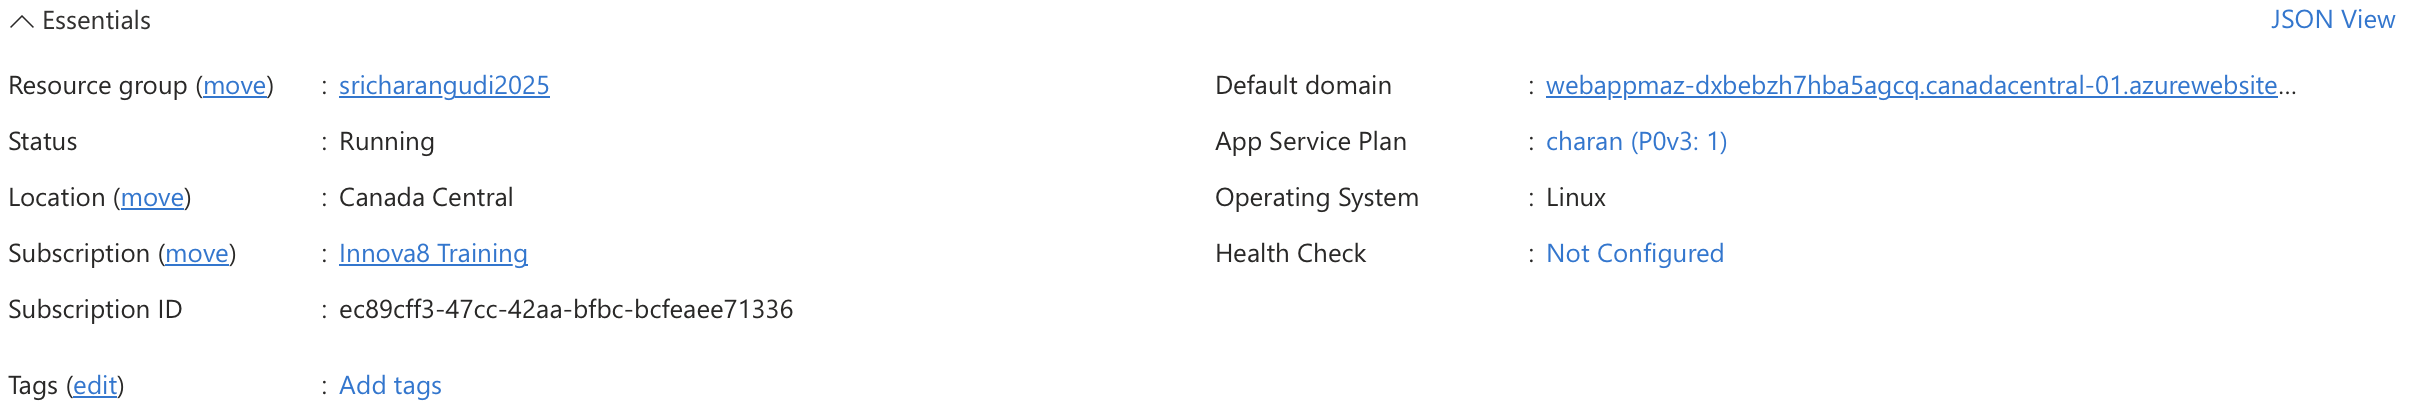 Essentials
JSON View
Resource group (move) : sricharangudi2025
Default domain : webappmaz-dxbebzh7hba5agcq.canadacentral-01.azurewebsite...
Status : Running
App Service Plan : charan (P0v3: 1)
Location (move) : Canada Central
Operating System : Linux
Subscription (move) : Innova8 Training
Health Check : Not Configured
Subscription ID : ec89cff3-47cc-42aa-bfbc-bcfeaee71336
Tags (edit) : Add tags